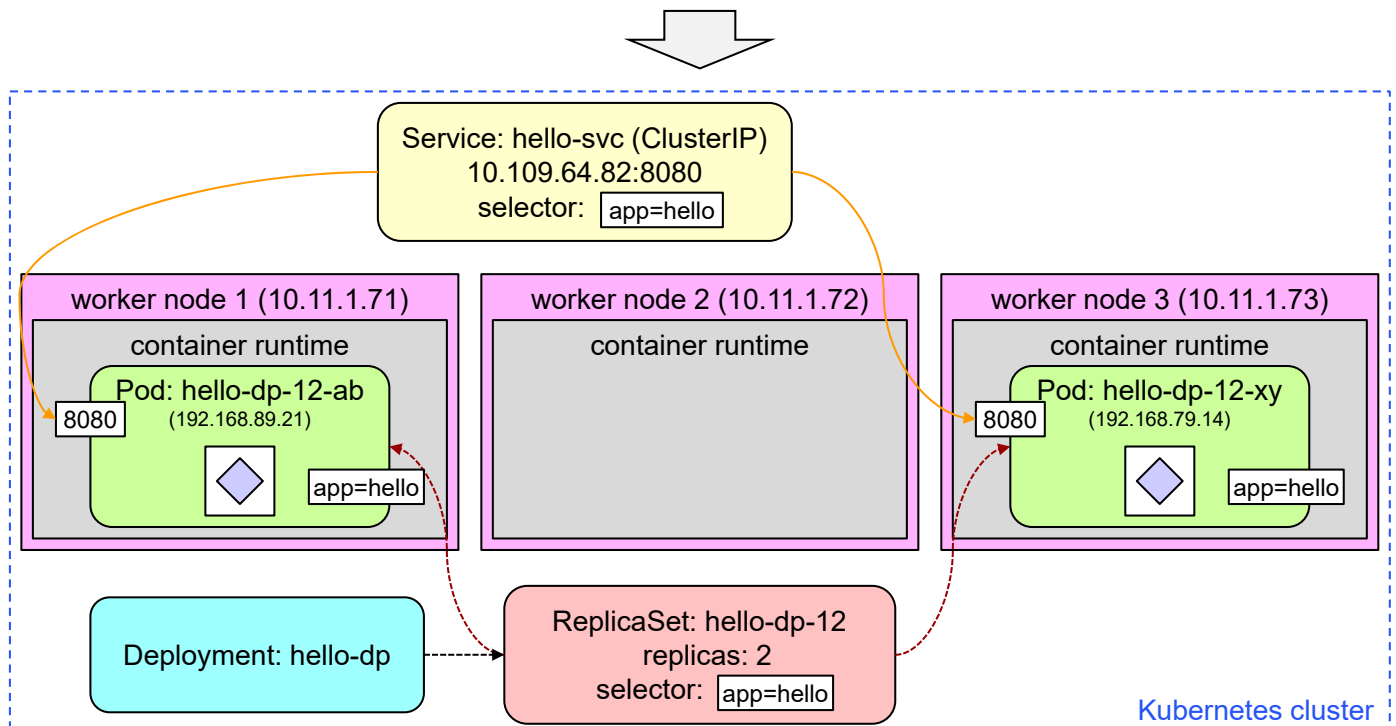 Service: hello-svc (ClusterIP)
10.109.64.82:8080
selector: app=hello
worker node 1 (10.11.1.71)
container runtime
Pod: hello-dp-12-ab
(192.168.89.21)
8080
app=hello
worker node 2 (10.11.1.72)
container runtime
worker node 3 (10.11.1.73)
container runtime
Pod: hello-dp-12-xy
(192.168.79.14)
8080
app=hello
Deployment: hello-dp
ReplicaSet: hello-dp-12
replicas: 2
selector: app=hello
Kubernetes cluster